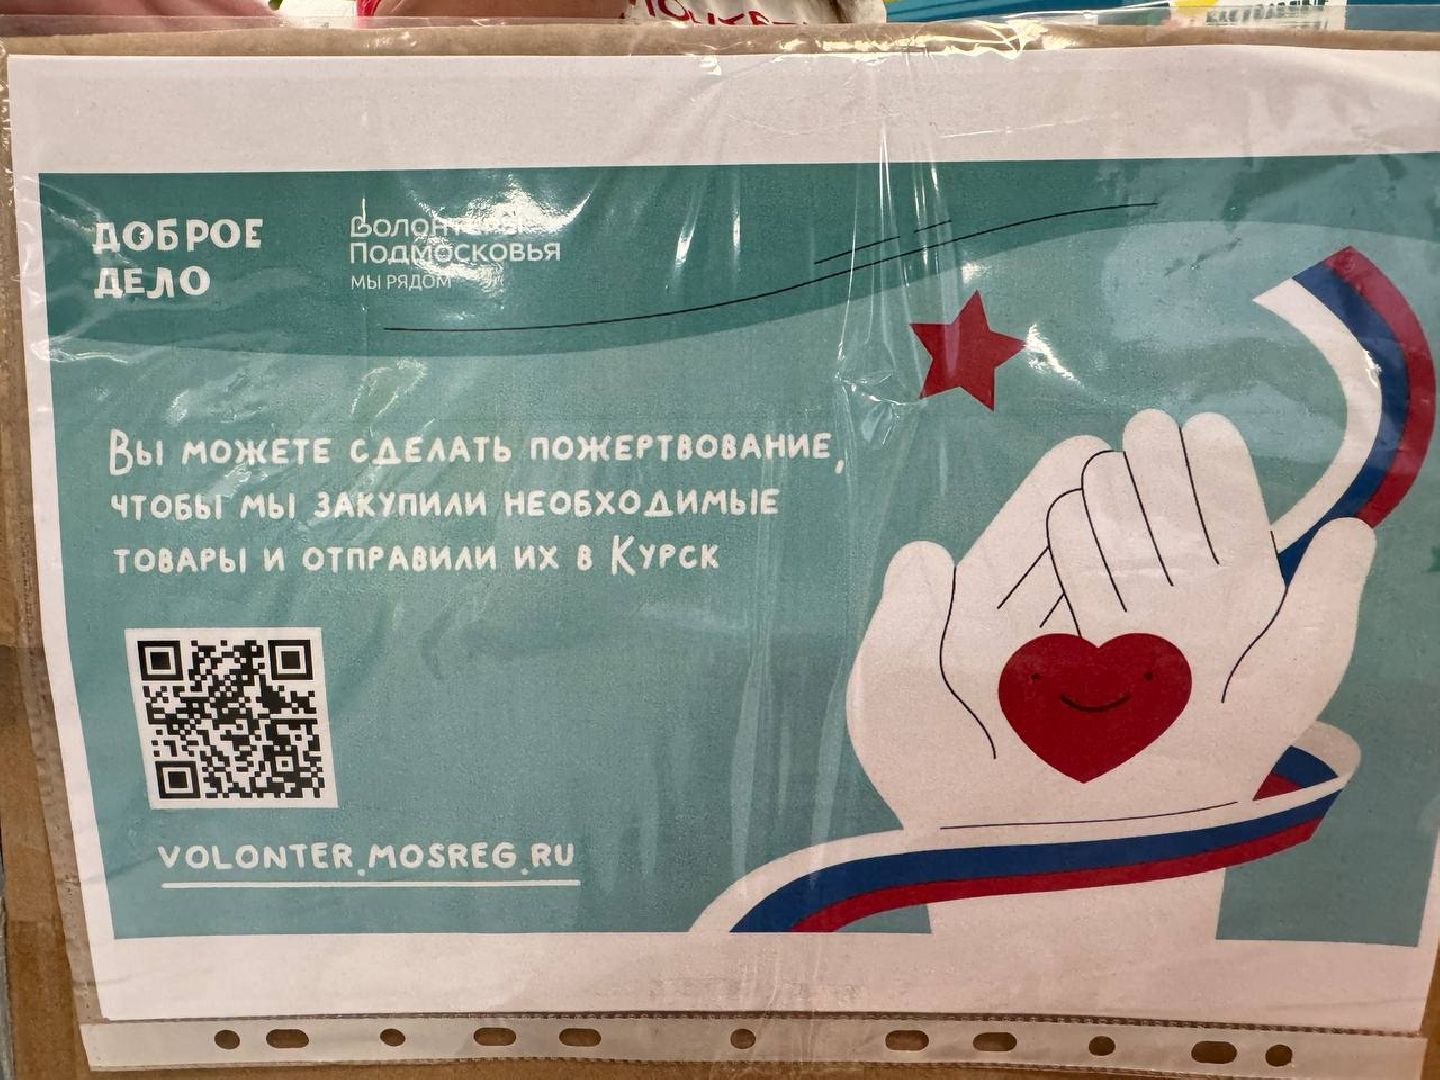 ДОБРОЕ
ДЕЛО
Подмосковья
МЫ РЯДОМ
Вы можете сделать пожертвование,
чтобы мы закупили необходимые
товары и отправили их в Курск
VOLONTER.MOSREG.RU